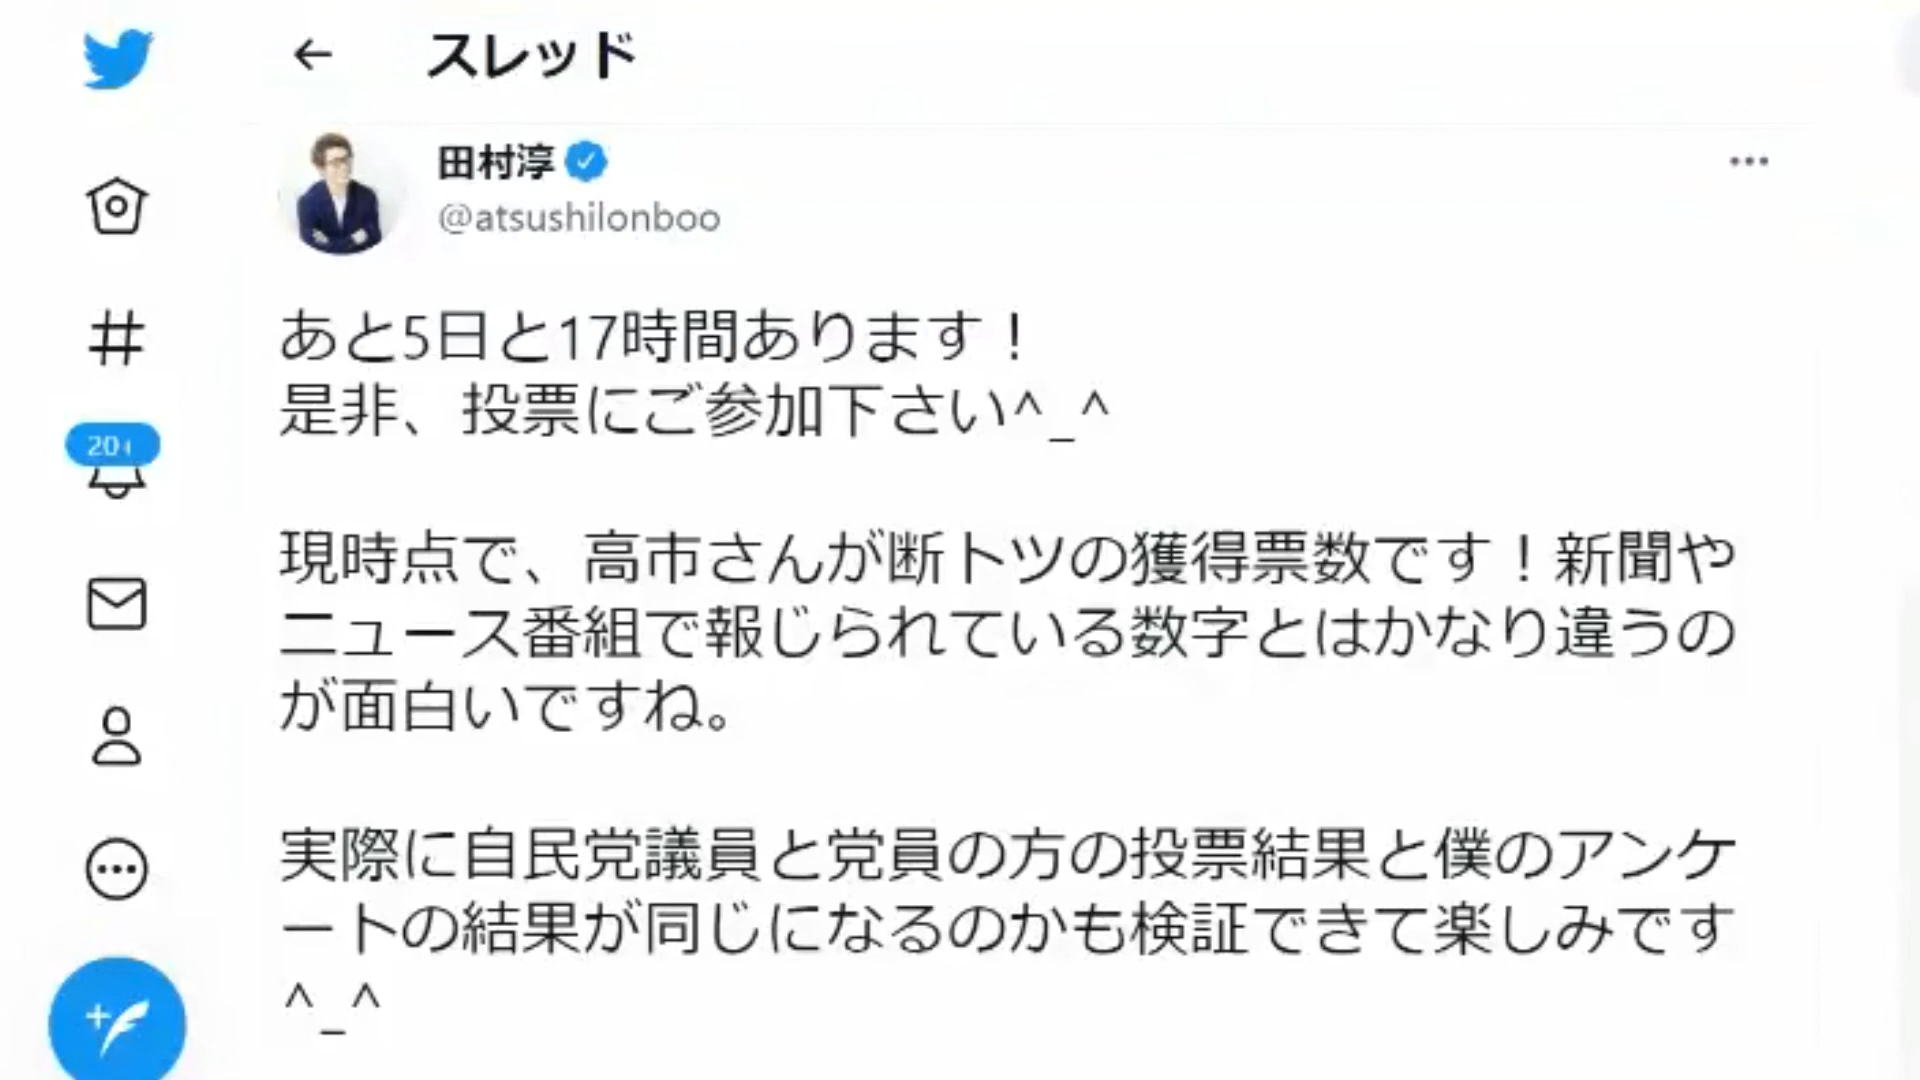 スレッド
田村淳
@atsushilonboo
あと5日と17時間あります！
是非、投票にご参加下さい^_^
現時点で、高市さんが断トツの獲得票数です！新聞や
ニュース番組で報じられている数字とはかなり違うの
が面白いですね。
実際に自民党議員と党員の方の投票結果と僕のアンケ
ートの結果が同じになるのかも検証できて楽しみです
^_^